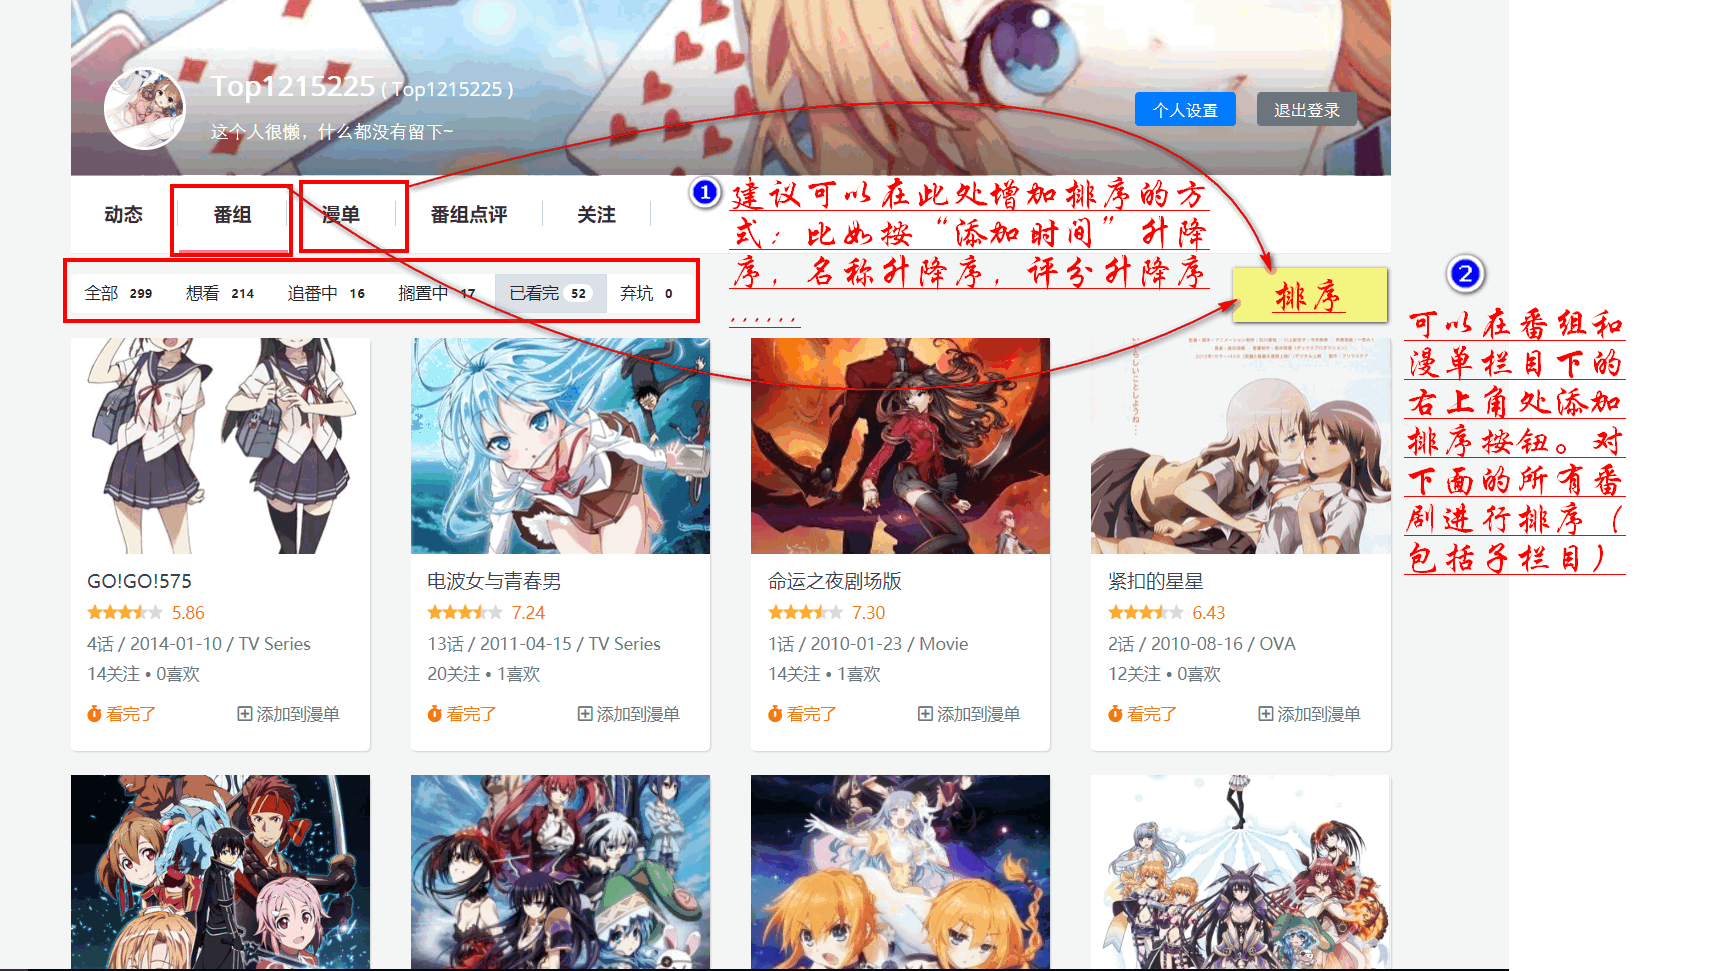 Top1215225 ( Top1215225 )
这个人很懒，什么都没有留下~
个人设置
退出登录
动态
番组
漫单
番组点评
关注
1
建议可以在此处增加排序的方
式：比如按“添加时间”升降
序，名称升降序，评分升降序
......
全部 299
想看 214
追番中 16
搁置中 17
已看完 52
弃坑 0
排序
2
可以在番组和
漫单栏目下的
右上角处添加
排序按钮。对
下面的所有番
剧进行排序（
包括子栏目）
GO!GO!575
5.86
4话 / 2014-01-10 / TV Series
14关注 • 0喜欢
看完了
添加到漫单
电波女与青春男
7.24
13话 / 2011-04-15 / TV Series
20关注 • 1喜欢
看完了
添加到漫单
命运之夜剧场版
7.30
1话 / 2010-01-23 / Movie
14关注 • 1喜欢
看完了
添加到漫单
紧扣的星星
6.43
2话 / 2010-08-16 / OVA
12关注 • 0喜欢
看完了
添加到漫单